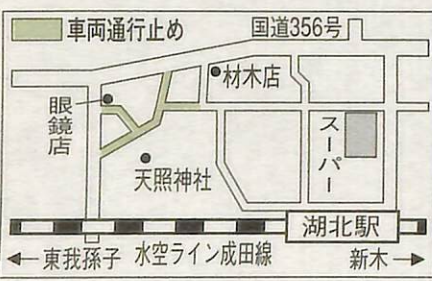 車両通行止め
国道356号
材木店
眼鏡店
スーパー
天照神社
湖北駅
←東我孫子
水空ライン成田線
新木→